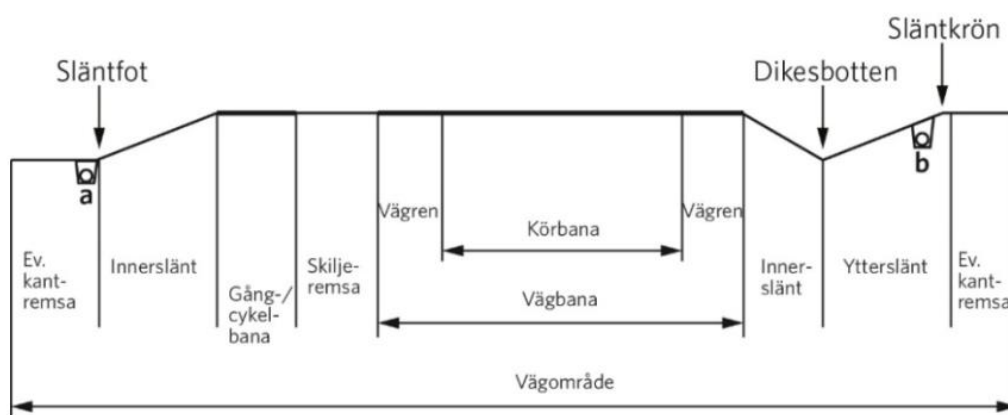 Släntkrön
Släntfot
Dikesbotten
a
b
Vägren
Körbana
Vägren
Ev.
kant-
remsa
Innerslänt
Gång-/
cykel-
bana
Skilje-
remsa
Vägbana
Inner-
slänt
Ytterslänt
Ev.
kant-
remsa
Vägområde